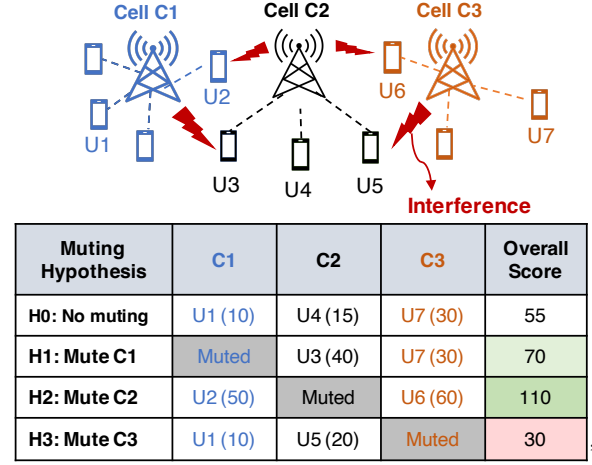 Cell C1 Cell C2 Cell C3
U2 U6
U1 U7
U3 U4 U5
Interference
Muting Hypothesis C1 C2 C3 Overall Score
H0: No muting U1 (10) U4 (15) U7 (30) 55
H1: Mute C1 Muted U3 (40) U7 (30) 70
H2: Mute C2 U2 (50) Muted U6 (60) 110
H3: Mute C3 U1 (10) U5 (20) Muted 30
,